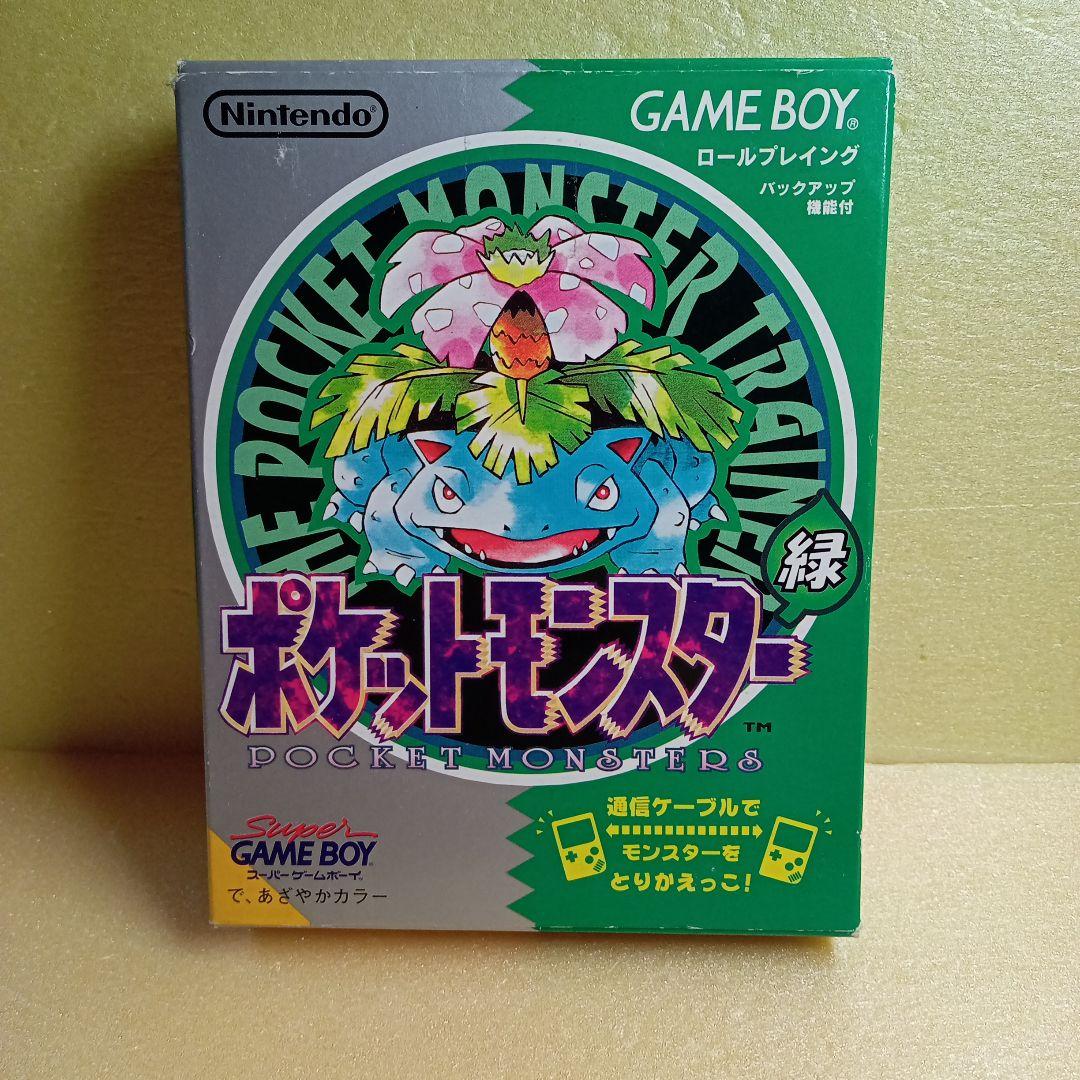 Nintendo®
GAME BOY®
ロールプレイング
バックアップ
機能付
THE POCKET MONSTER TRAINER
緑
ポケットモンスター
TM
POCKET MONSTERS
通信ケーブルで
モンスターを
とりかえっこ!
Super
GAME BOY
スーパーゲームボーイ
で、あざやかカラー